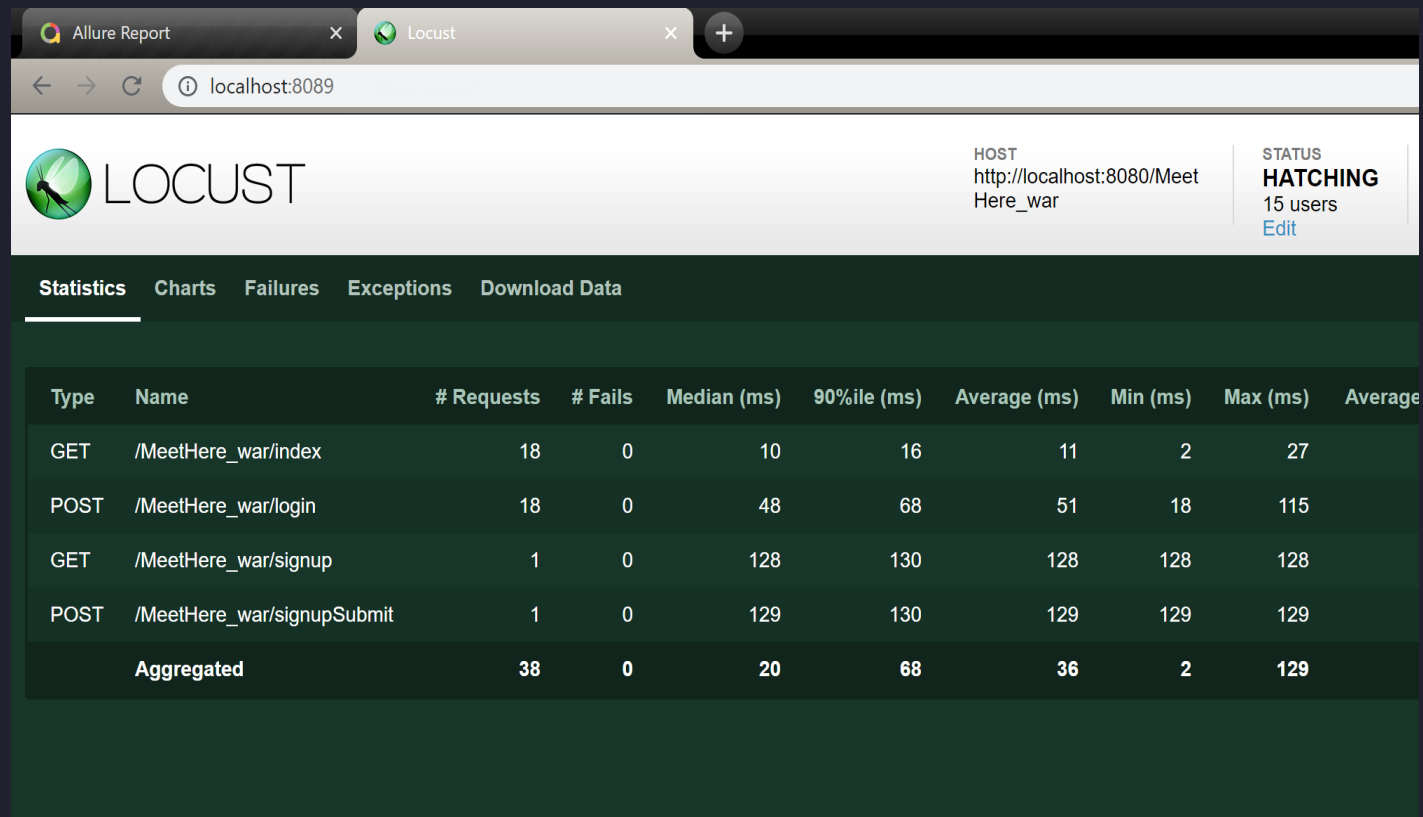 Allure Report
Locust
localhost:8089
LOCUST
HOST
http://localhost:8080/Meet
Here_war
STATUS
HATCHING
15 users
Edit
Statistics Charts Failures Exceptions Download Data
Type Name # Requests # Fails Median (ms) 90%ile (ms) Average (ms) Min (ms) Max (ms) Average
GET /MeetHere_war/index 18 0 10 16 11 2 27
POST /MeetHere_war/login 18 0 48 68 51 18 115
GET /MeetHere_war/signup 1 0 128 130 128 128 128
POST /MeetHere_war/signupSubmit 1 0 129 130 129 129 129
Aggregated 38 0 20 68 36 2 129